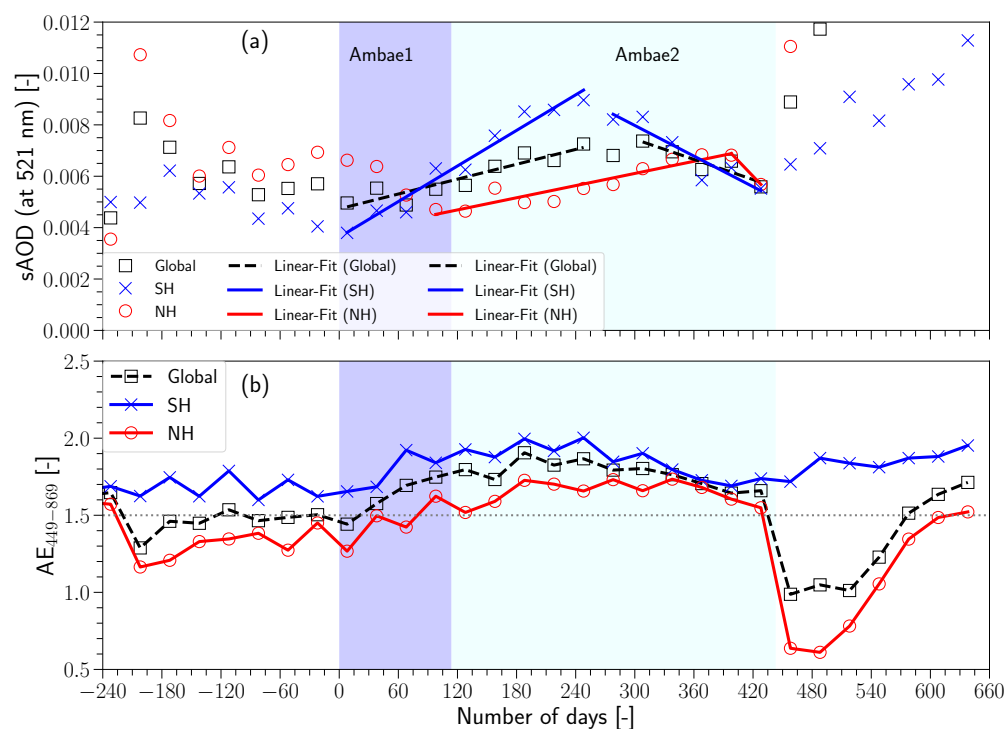 0.012
0.010
0.008
0.006
0.004
0.002
0.000
sAOD (at 521 nm) [-]
(a)
Ambae1
Ambae2
Global
SH
NH
Linear-Fit (Global)
Linear-Fit (SH)
Linear-Fit (NH)
Linear-Fit (Global)
Linear-Fit (SH)
Linear-Fit (NH)
2.5
2.0
1.5
1.0
0.5
AE449−869 [-]
(b)
Global
SH
NH
−240 −180 −120 −60 0 60 120 180 240 300 360 420 480 540 600 660
Number of days [-]